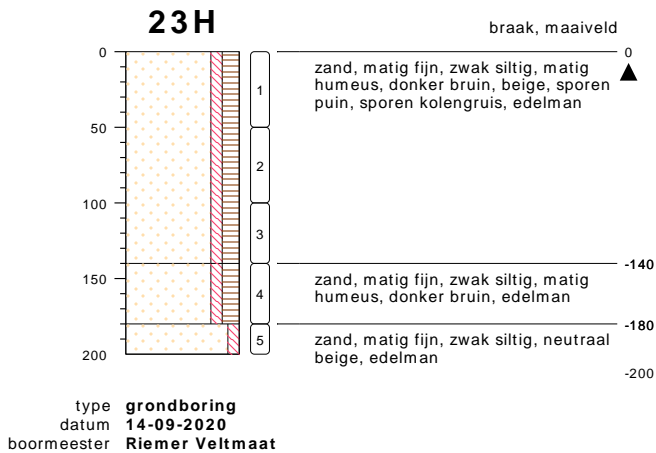 23H
braak, maaiveld
0
0
zand, matig fijn, zwak siltig, matig
humeus, donker bruin, beige, sporen
puin, sporen kolengruis, edelman
1
50
2
100
3
-140
150
4
zand, matig fijn, zwak siltig, matig
humeus, donker bruin, edelman
-180
5
zand, matig fijn, zwak siltig, neutraal
beige, edelman
200
-200
type grondboring
datum 14-09-2020
boormeester Riemer Veltmaat